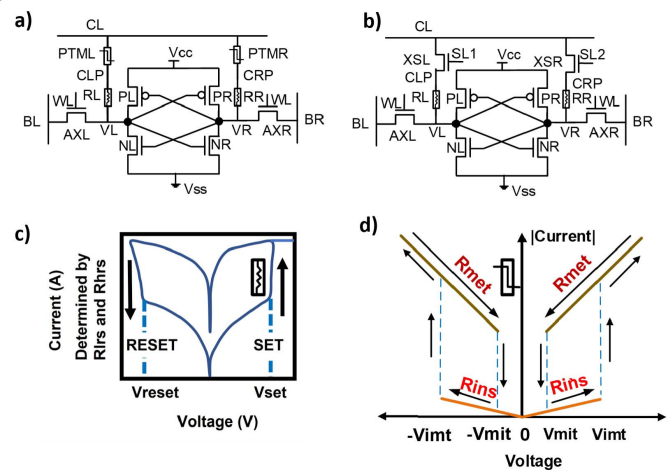 a)
CL
PTML
Vcc
PTMR
CLP
CRP
WL
RL
PL
PR
RR
WL
BL
BR
AXL
VL
VR
AXR
NL
NR
Vss
b)
CL
XSL
SL1
Vcc
XSR
SL2
CLP
CRP
WL
RL
PL
PR
RR
WL
BL
BR
AXL
VL
VR
AXR
NL
NR
Vss
c)
Current (A)
Determined by
Rlrs and Rhrs
RESET
SET
Vreset
Vset
Voltage (V)
d)
|Current|
Rmet
Rmet
Rins
Rins
-Vimt
-Vmit
0
Vmit
Vimt
Voltage